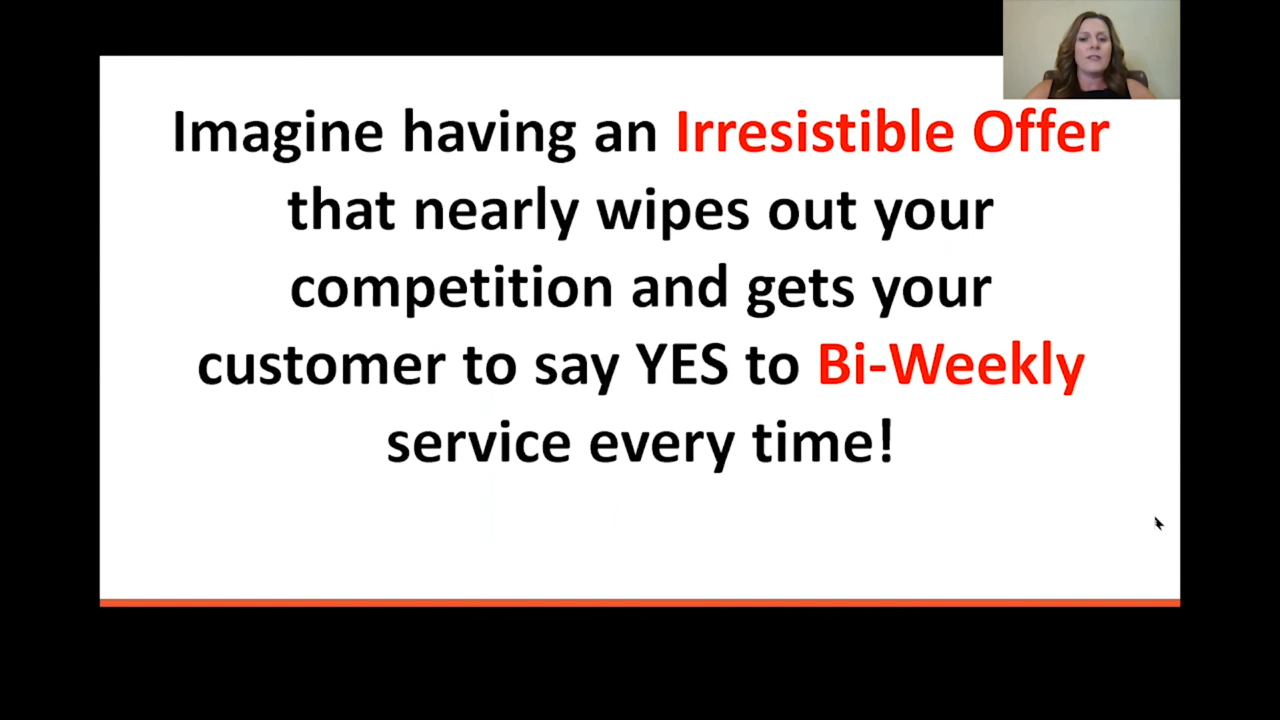 Imagine having an Irresistible Offer
that nearly wipes out your
competition and gets your
customer to say YES to Bi-Weekly
service every time!